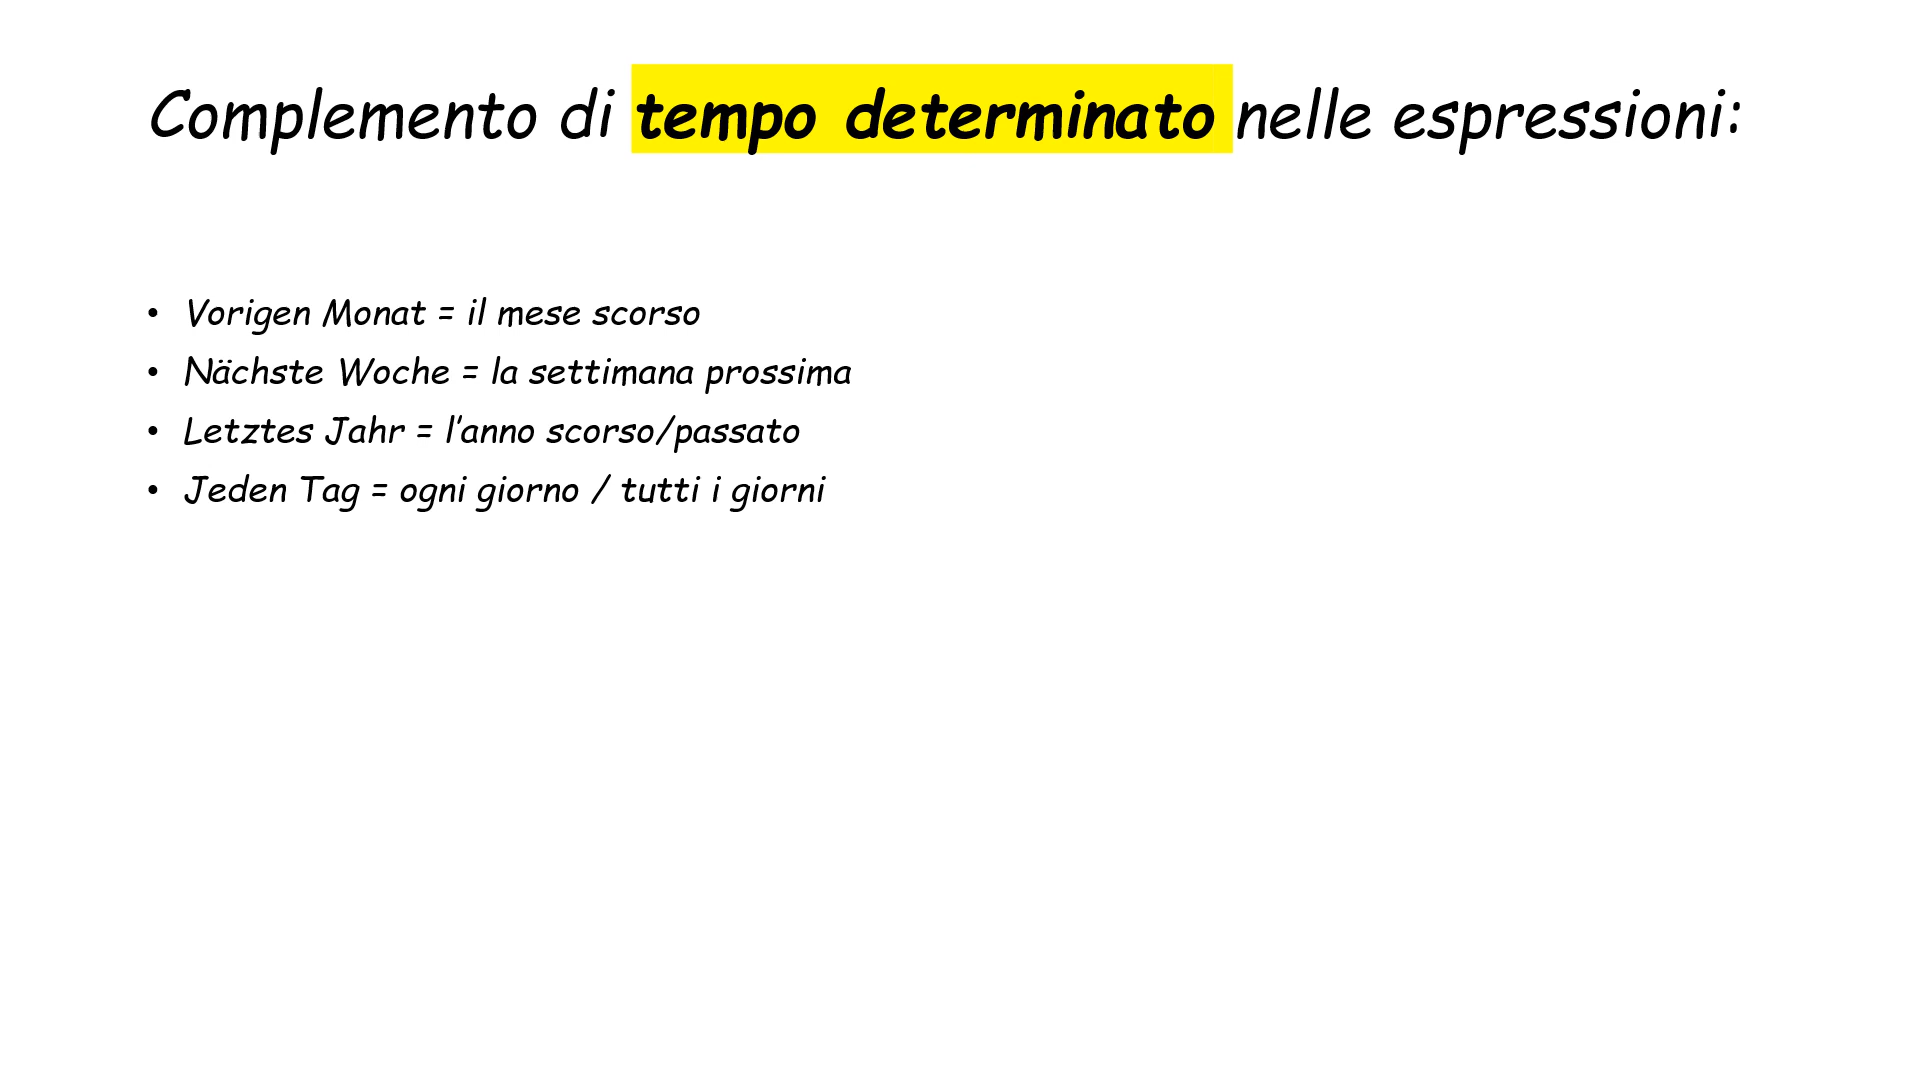 Complemento di tempo determinato nelle espressioni:
• Vorigen Monat = il mese scorso
• Nächste Woche = la settimana prossima
• Letztes Jahr = l’anno scorso/passato
• Jeden Tag = ogni giorno / tutti i giorni